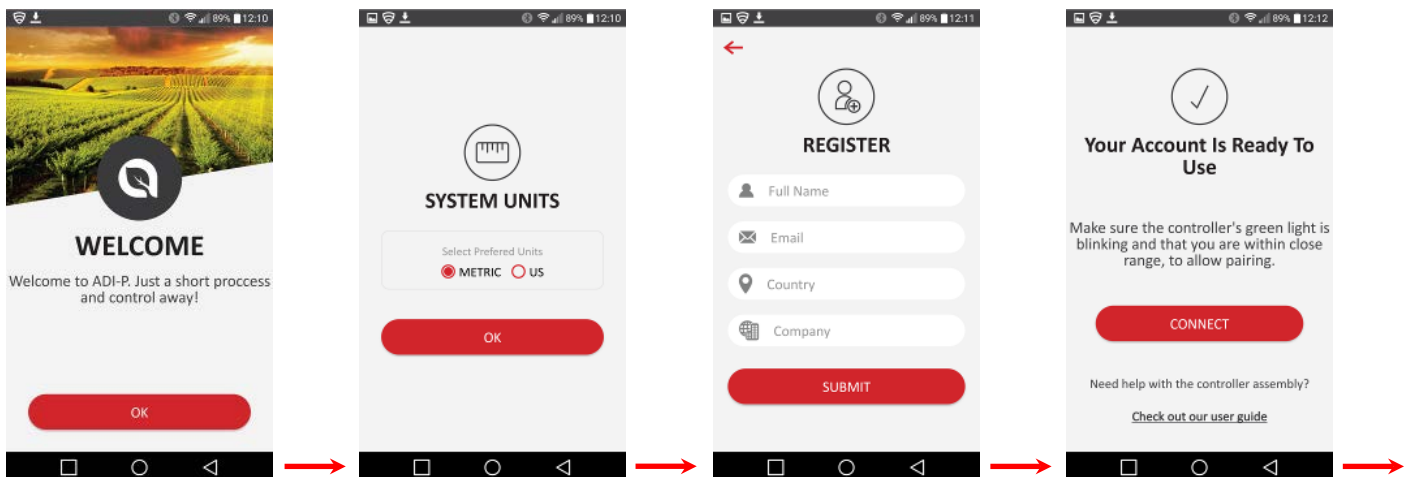 89% 12:10
WELCOME
Welcome to ADI-P. Just a short proccess
and control away!
OK
89% 12:10
SYSTEM UNITS
Select Prefered Units
METRIC US
OK
89% 12:11
REGISTER
Full Name
Email
Country
Company
SUBMIT
89% 12:12
Your Account Is Ready To
Use
Make sure the controller's green light is
blinking and that you are within close
range, to allow pairing.
CONNECT
Need help with the controller assembly?
Check out our user guide